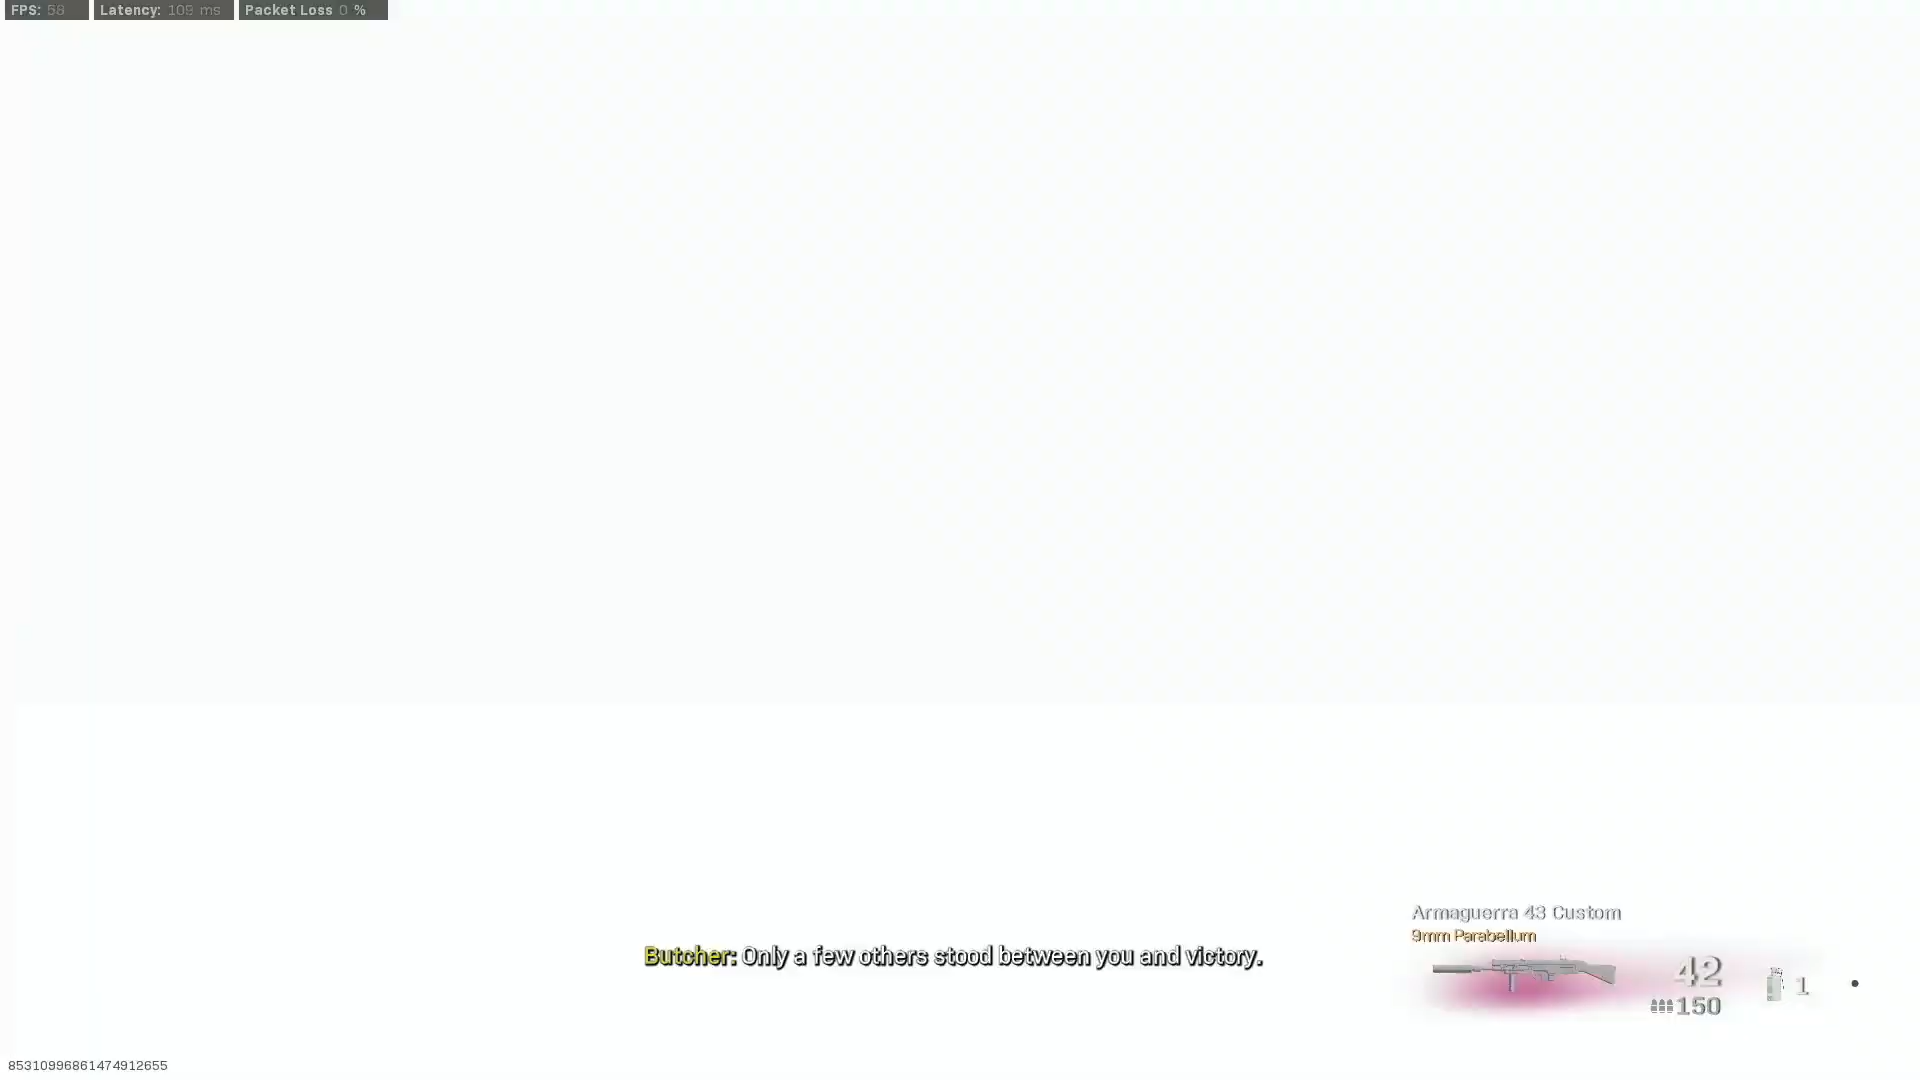 FPS: 58 Latency: 109 ms Packet Loss 0 %
Armaguerra 43 Custom
9mm Parabellum
Butcher: Only a few others stood between you and victory.
42
1
150
85310996861474912655